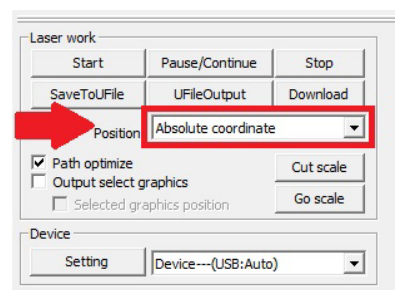 Laser work
Start Pause/Continue Stop
SaveToUFile UFileOutput Download
Position Absolute coordinate
Path optimize Cut scale
Output select graphics
Selected graphics position Go scale
Device
Setting Device---(USB:Auto)